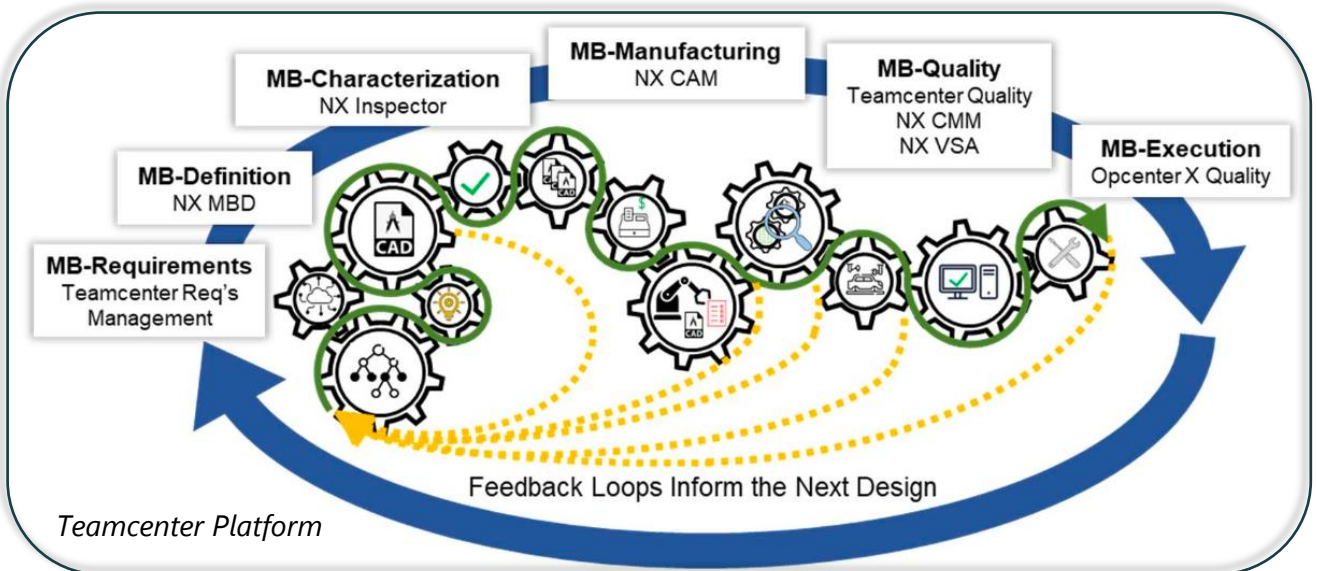 MB-Manufacturing
NX CAM
MB-Characterization
NX Inspector
MB-Quality
Teamcenter Quality
NX CMM
NX VSA
MB-Execution
Opcenter X Quality
MB-Definition
NX MBD
MB-Requirements
Teamcenter Req's
Management
CAD
CAD
CAD
Feedback Loops Inform the Next Design
Teamcenter Platform